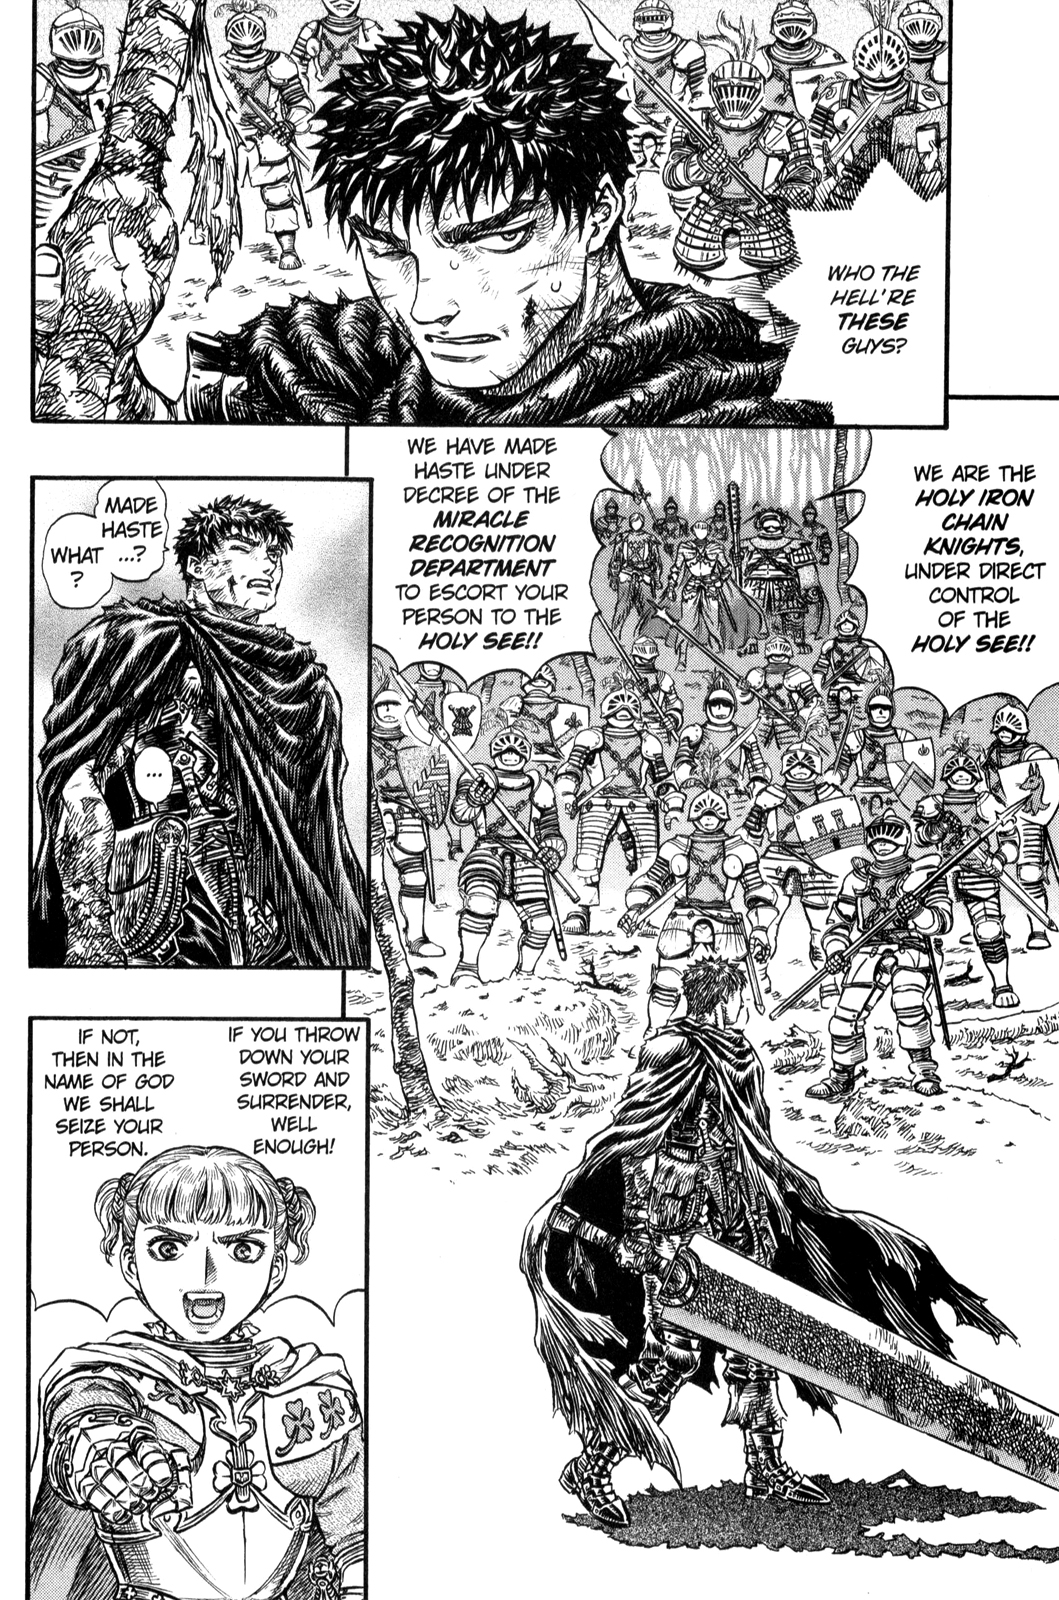 WHO THE
HELL'RE
THESE
GUYS?
WE ARE THE
HOLY IRON
CHAIN
KNIGHTS,
UNDER DIRECT
CONTROL
OF THE
HOLY SEE!!
WE HAVE MADE
HASTE UNDER
DECREE OF THE
MIRACLE
RECOGNITION
DEPARTMENT
TO ESCORT YOUR
PERSON TO THE
HOLY SEE!!
MADE
HASTE
...?
WHAT
?
...
IF YOU THROW
DOWN YOUR
SWORD AND
SURRENDER,
WELL
ENOUGH!
IF NOT,
THEN IN THE
NAME OF GOD
WE SHALL
SEIZE YOUR
PERSON.